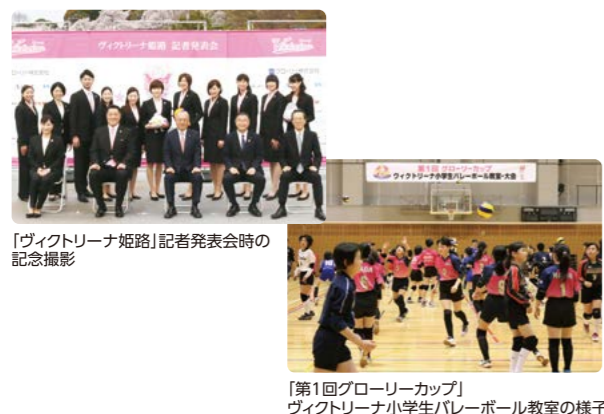 ヴィクトリーナ姫路 記者発表会
Victorina
「ヴィクトリーナ姫路」記者発表会時の
記念撮影
第1回 グローリーカップ
ヴィクトリーナ小学生バレーボール教室・大会
「第1回グローリーカップ」
ヴィクトリーナ小学生バレーボール教室の様子